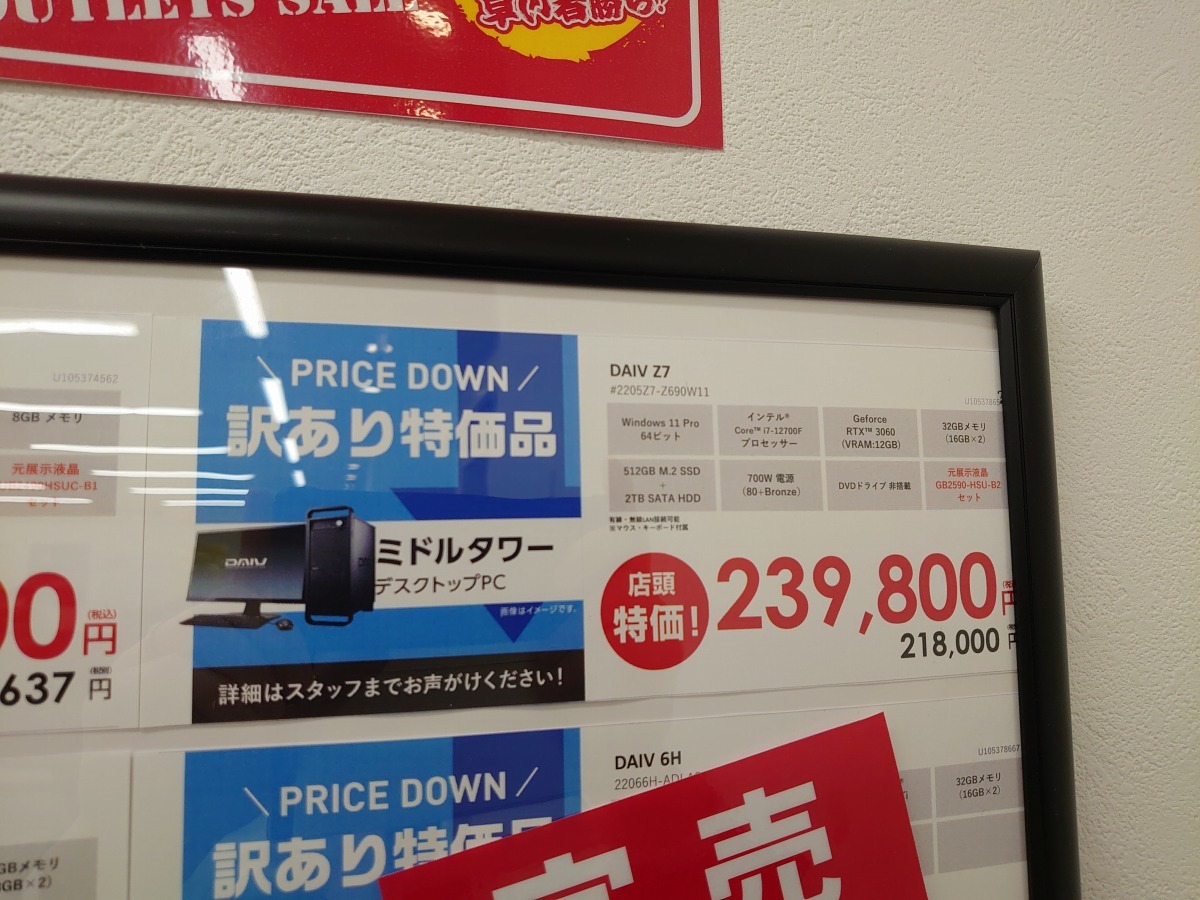 OUTLETS SALE
U105374562
8GB メモリ
元展示液晶
セット
(税込)
円
637 円
PRICE DOWN
訳あり特価品
DAIV
ミドルタワー
デスクトップPC
画像はイメージです。
詳細はスタッフまでお声がけください!
DAIV Z7
#2205Z7-Z690W11
Windows 11 Pro
64ビット
インテル®
Core™ i7-12700F
プロセッサー
Geforce
RTX™ 3060
(VRAM:12GB)
32GBメモリ
(16GB×2)
512GB M.2 SSD
+
2TB SATA HDD
700W 電源
(80+Bronze)
DVDドライブ 非搭載
元展示液晶
GB2590-HSU-B2
セット
有線・無線LAN接続可能
※マウス・キーボード付属
店頭
特価!
239,800円
218,000円
PRICE DOWN
訳あり特価品
DAIV 6H
U105378667
32GBメモリ
(16GB×2)
GBメモリ
GB×2)
完売